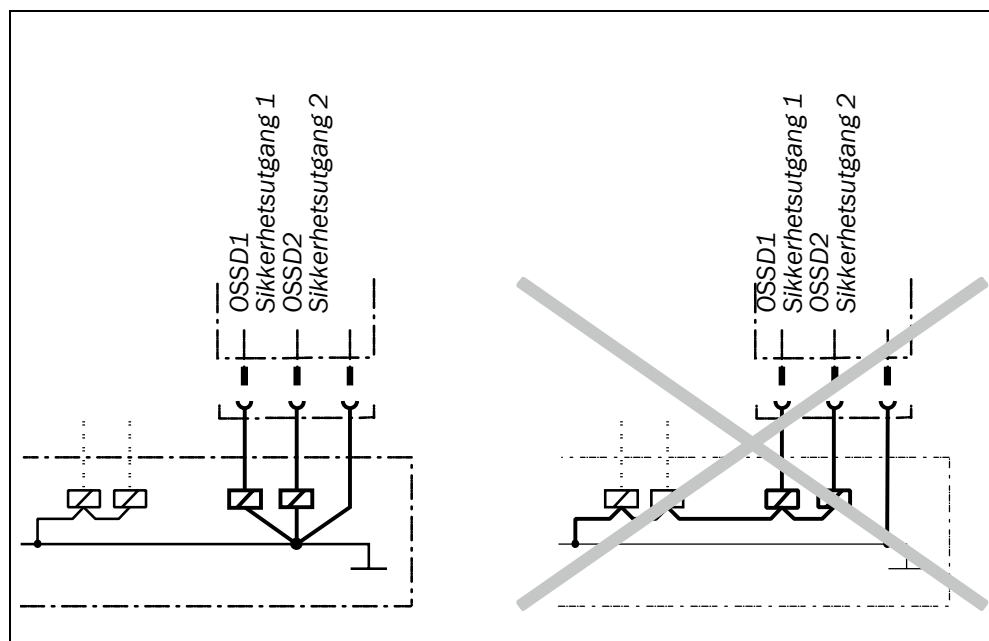 OSSD1
Sikkerhetsutgang 1
OSSD2
Sikkerhetsutgang 2
OSSD1
Sikkerhetsutgang 1
OSSD2
Sikkerhetsutgang 2